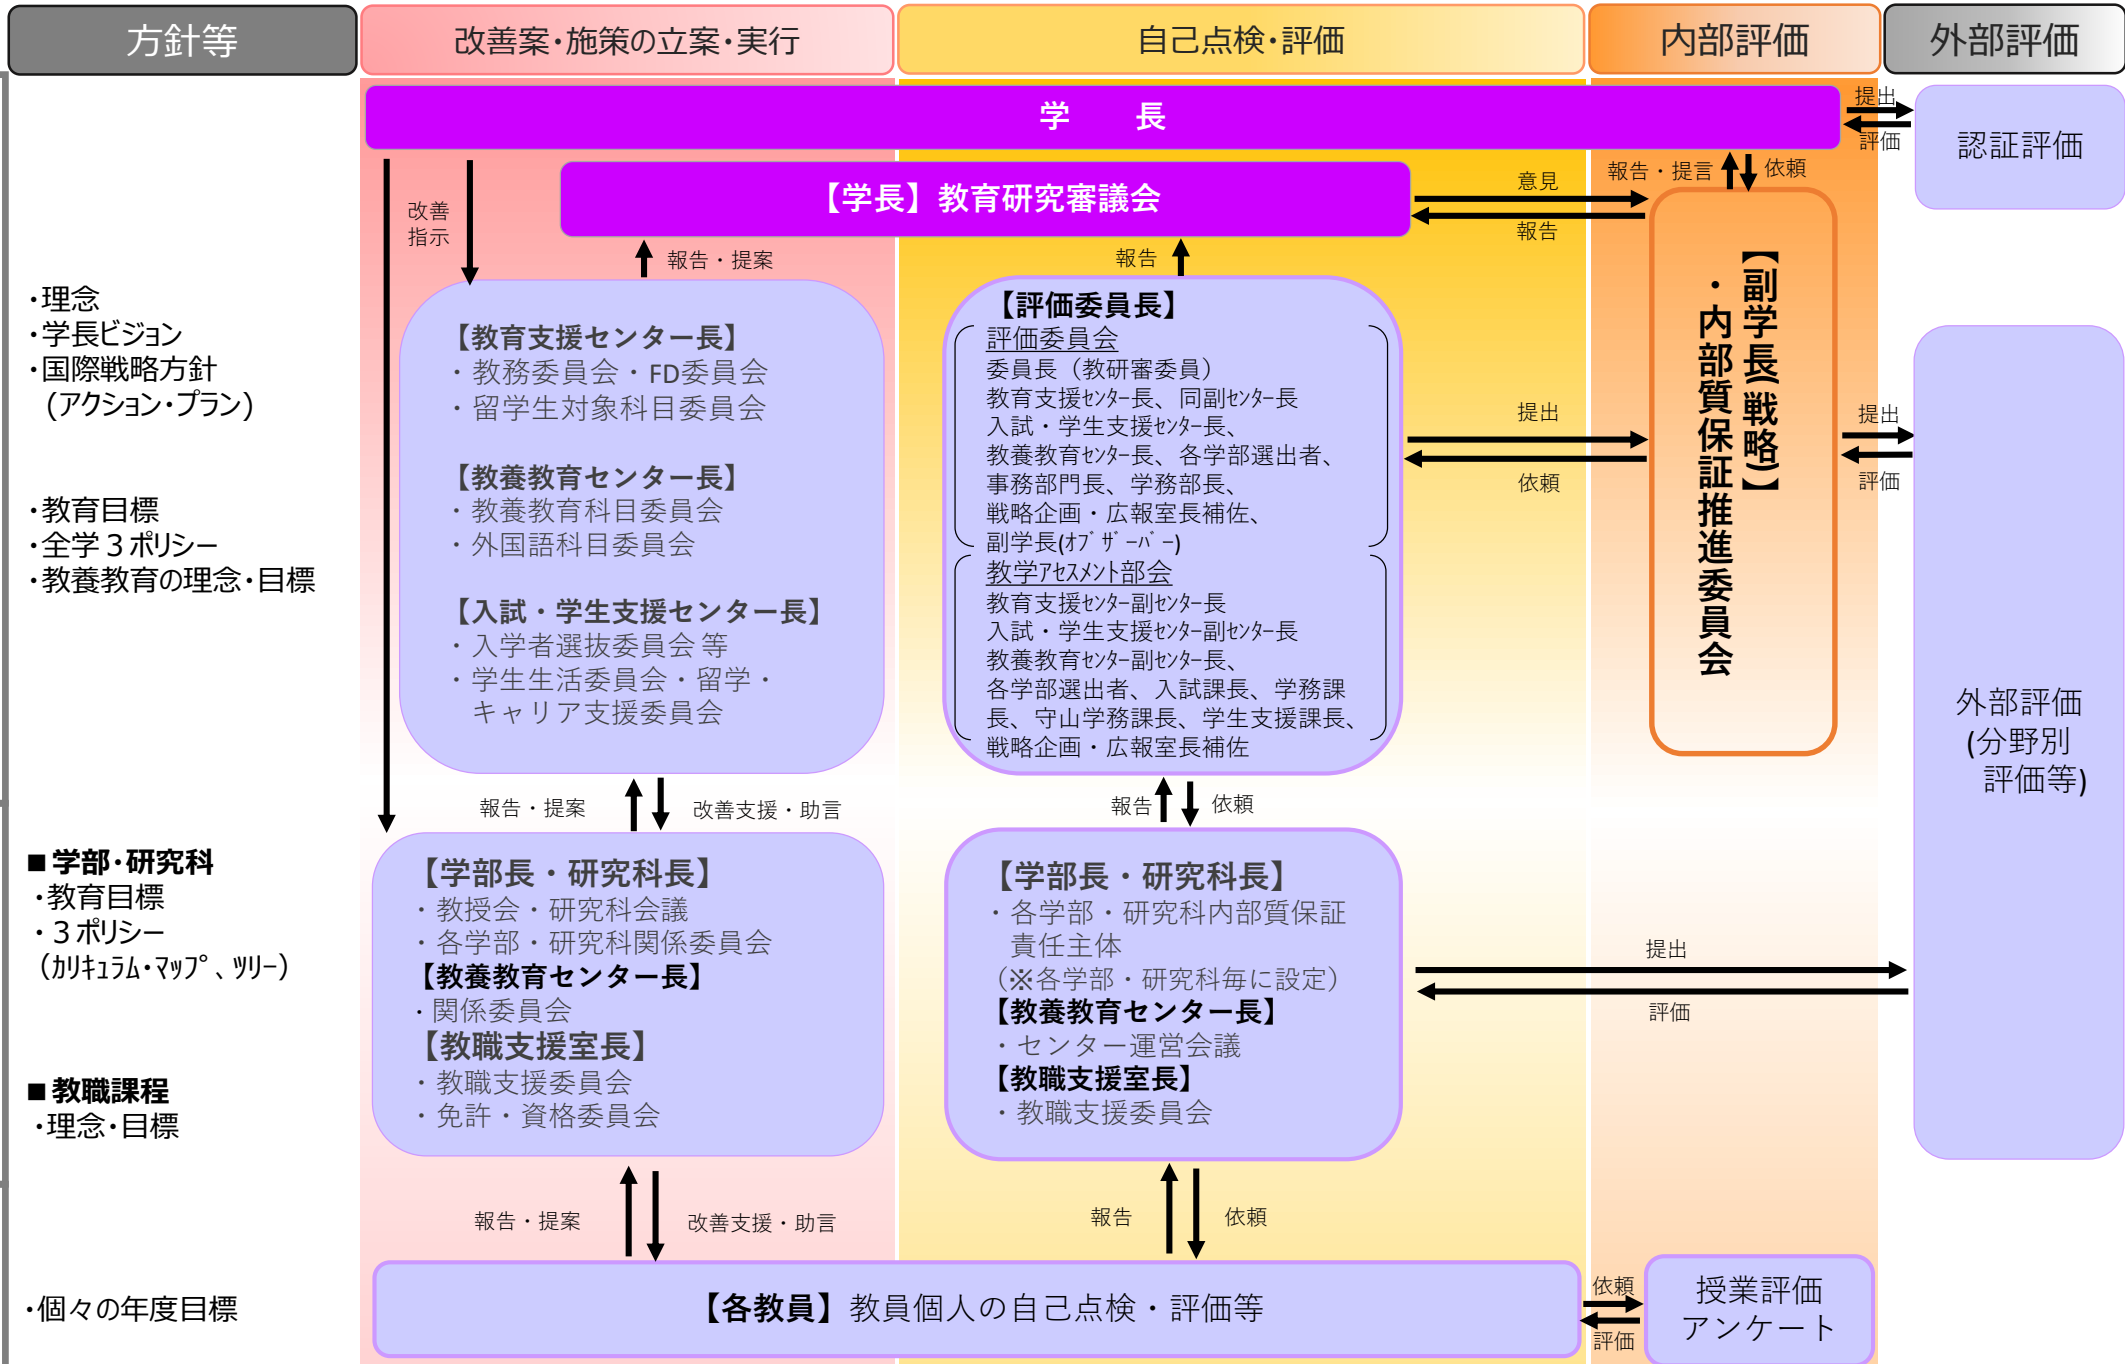 方針等
改善案・施策の立案・実行
自己点検・評価
内部評価
外部評価
学　　長
提出
評価
認証評価
【学長】教育研究審議会
意見
報告
報告・提言
依頼
改善
指示
報告・提案
報告
・理念
・学長ビジョン
・国際戦略方針
(アクション・プラン)
・教育目標
・全学３ポリシー
・教養教育の理念・目標
【教育支援センター長】
・教務委員会・FD委員会
・留学生対象科目委員会
【教養教育センター長】
・教養教育科目委員会
・外国語科目委員会
【入試・学生支援センター長】
・入学者選抜委員会 等
・学生生活委員会・留学・
キャリア支援委員会
【評価委員長】
評価委員会
委員長（教研審委員）
教育支援ｾﾝﾀｰ長、同副ｾﾝﾀｰ長
入試・学生支援ｾﾝﾀｰ長、
教養教育ｾﾝﾀｰ長、各学部選出者、
事務部門長、学務部長、
戦略企画・広報室長補佐、
副学長(ｵﾌﾞｻﾞｰﾊﾞｰ)
教学ｱｾｽﾒﾝﾄ部会
教育支援ｾﾝﾀｰ副ｾﾝﾀｰ長
入試・学生支援ｾﾝﾀｰ副ｾﾝﾀｰ長
教養教育ｾﾝﾀｰ副ｾﾝﾀｰ長、
各学部選出者、入試課長、学務課
長、守山学務課長、学生支援課長、
戦略企画・広報室長補佐
提出
依頼
【副学長(戦略)】
・内部質保証推進委員会
提出
評価
外部評価
(分野別
評価等)
報告・提案
改善支援・助言
報告
依頼
■学部・研究科
・教育目標
・３ポリシー
（ｶﾘｷｭﾗﾑ・ﾏｯﾌﾟ、ﾂﾘｰ）
■教職課程
・理念・目標
【学部長・研究科長】
・教授会・研究科会議
・各学部・研究科関係委員会
【教養教育センター長】
・関係委員会
【教職支援室長】
・教職支援委員会
・免許・資格委員会
【学部長・研究科長】
・各学部・研究科内部質保証
責任主体
（※各学部・研究科毎に設定）
【教養教育センター長】
・センター運営会議
【教職支援室長】
・教職支援委員会
提出
評価
報告・提案
改善支援・助言
報告
依頼
・個々の年度目標
【各教員】教員個人の自己点検・評価等
依頼
評価
授業評価
アンケート